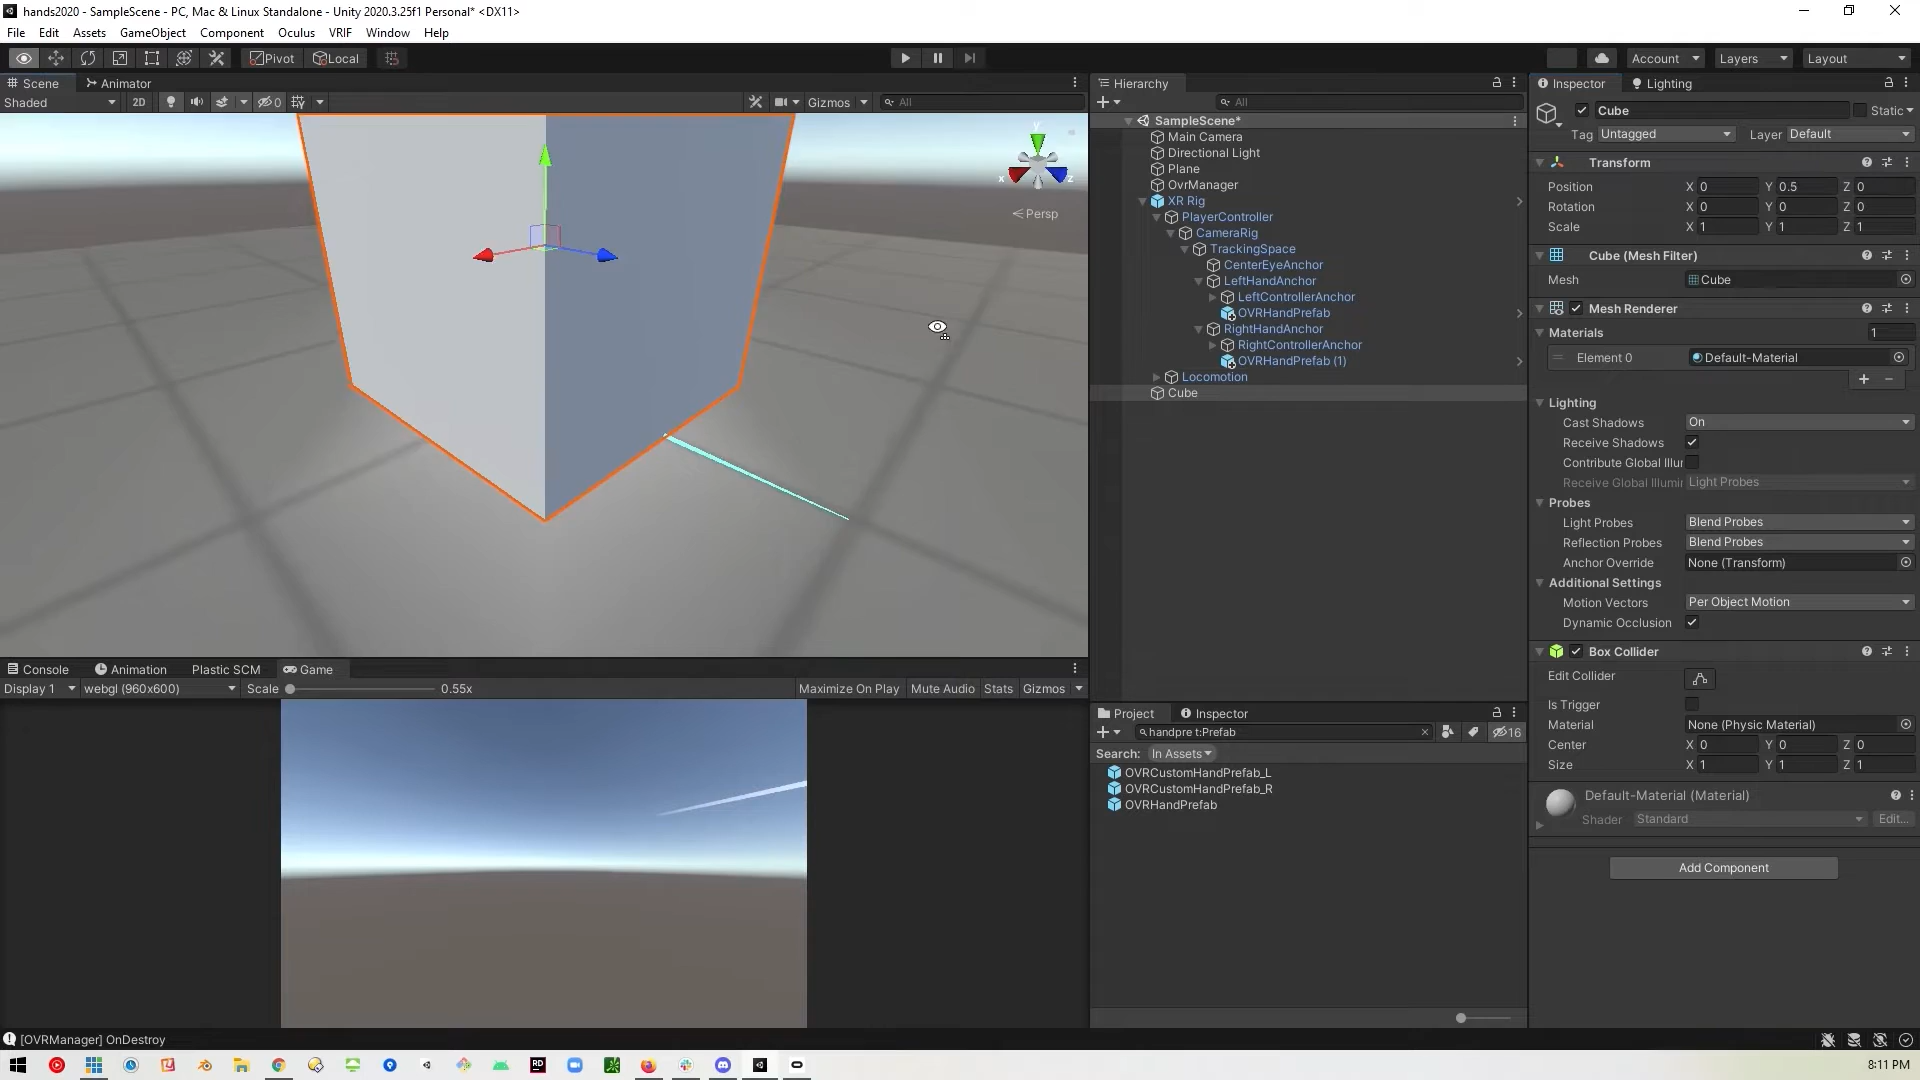 hands2020 - SampleScene - PC, Mac & Linux Standalone - Unity 2020.3.25f1 Personal* <DX11>
File Edit Assets GameObject Component Oculus VRIF Window Help
Pivot Local Account Layers Layout
Scene Animator
Shaded 2D 0 Gizmos All
y x z
Persp
Hierarchy
All
SampleScene*
Main Camera
Directional Light
Plane
OvrManager
XR Rig
PlayerController
CameraRig
TrackingSpace
CenterEyeAnchor
LeftHandAnchor
LeftControllerAnchor
OVRHandPrefab
RightHandAnchor
RightControllerAnchor
OVRHandPrefab (1)
Locomotion
Cube
Inspector Lighting
Cube Static
Tag Untagged Layer Default
Transform
Position X 0 Y 0.5 Z 0
Rotation X 0 Y 0 Z 0
Scale X 1 Y 1 Z 1
Cube (Mesh Filter)
Mesh Cube
Mesh Renderer
Materials 1
Element 0 Default-Material
Lighting
Cast Shadows On
Receive Shadows
Contribute Global Illur
Receive Global Illumir Light Probes
Probes
Light Probes Blend Probes
Reflection Probes Blend Probes
Anchor Override None (Transform)
Additional Settings
Motion Vectors Per Object Motion
Dynamic Occlusion
Box Collider
Edit Collider
Is Trigger
Material None (Physic Material)
Center X 0 Y 0 Z 0
Size X 1 Y 1 Z 1
Default-Material (Material)
Shader Standard Edit...
Add Component
Console Animation Plastic SCM Game
Display 1 webgl (960x600) Scale 0.55x Maximize On Play Mute Audio Stats Gizmos
Project Inspector
handpre t:Prefab 16
Search: In Assets
OVRCustomHandPrefab_L
OVRCustomHandPrefab_R
OVRHandPrefab
[OVRManager] OnDestroy
RD
8:11 PM